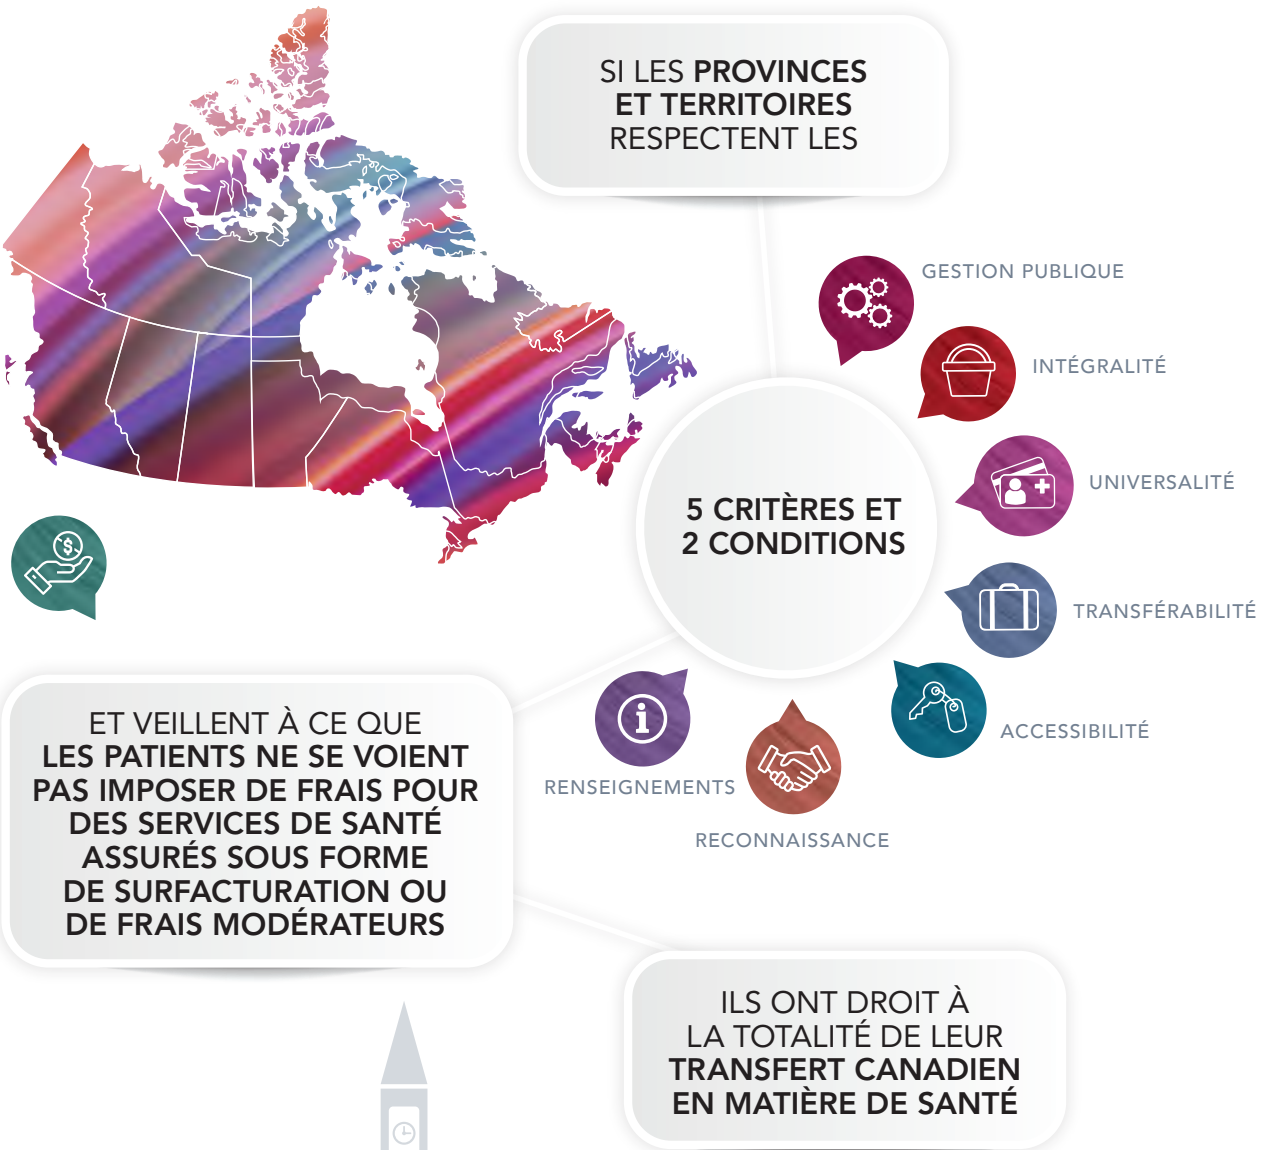 SI LES PROVINCES
ET TERRITOIRES
RESPECTENT LES
5 CRITÈRES ET
2 CONDITIONS
GESTION PUBLIQUE
INTÉGRALITÉ
UNIVERSALITÉ
TRANSFÉRABILITÉ
ACCESSIBILITÉ
RECONNAISSANCE
RENSEIGNEMENTS
ET VEILLENT À CE QUE
LES PATIENTS NE SE VOIENT
PAS IMPOSER DE FRAIS POUR
DES SERVICES DE SANTÉ
ASSURÉS SOUS FORME
DE SURFACTURATION OU
DE FRAIS MODÉRATEURS
ILS ONT DROIT À
LA TOTALITÉ DE LEUR
TRANSFERT CANADIEN
EN MATIÈRE DE SANTÉ